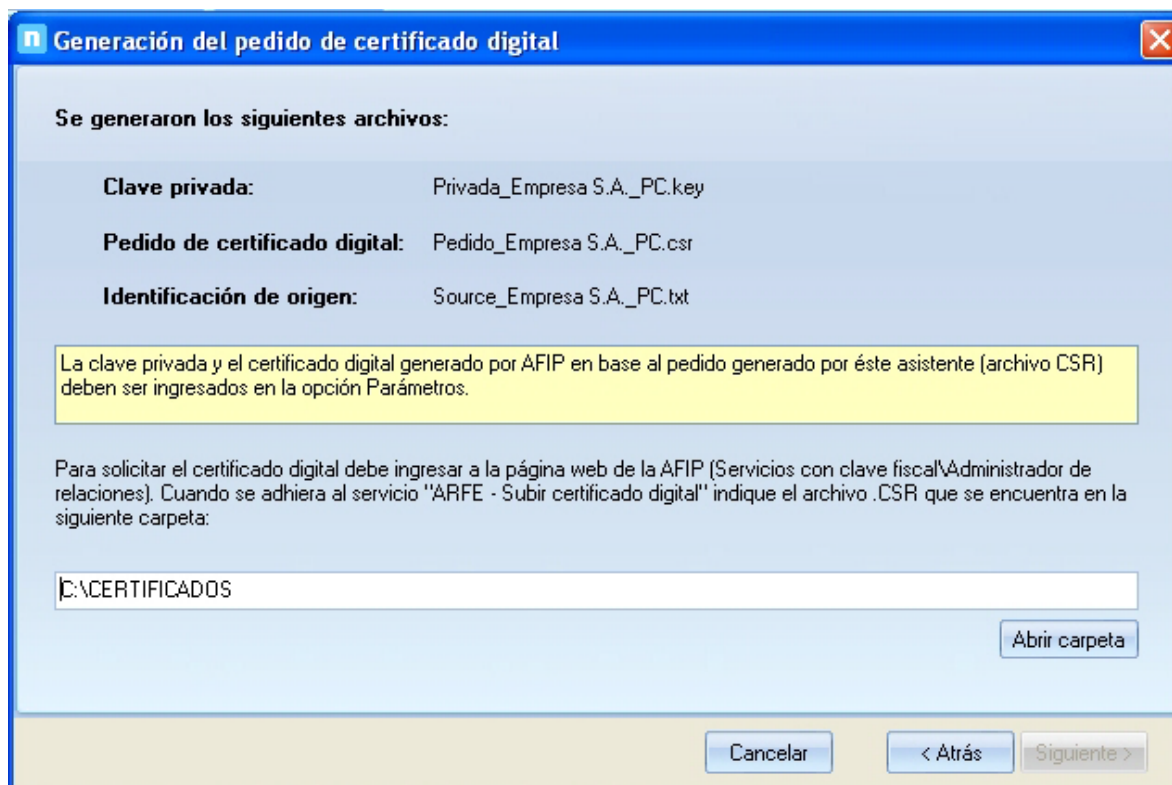 n Generación del pedido de certificado digital
Se generaron los siguientes archivos:
Clave privada: Privada_Empresa S.A._PC.key
Pedido de certificado digital: Pedido_Empresa S.A._PC.csr
Identificación de origen: Source_Empresa S.A._PC.txt
La clave privada y el certificado digital generado por AFIP en base al pedido generado por éste asistente (archivo CSR)
deben ser ingresados en la opción Parámetros.
Para solicitar el certificado digital debe ingresar a la página web de la AFIP (Servicios con clave fiscal\Administrador de
relaciones). Cuando se adhiera al servicio "ARFE - Subir certificado digital" indique el archivo .CSR que se encuentra en la
siguiente carpeta:
C:\CERTIFICADOS
Abrir carpeta
Cancelar < Atrás Siguiente >